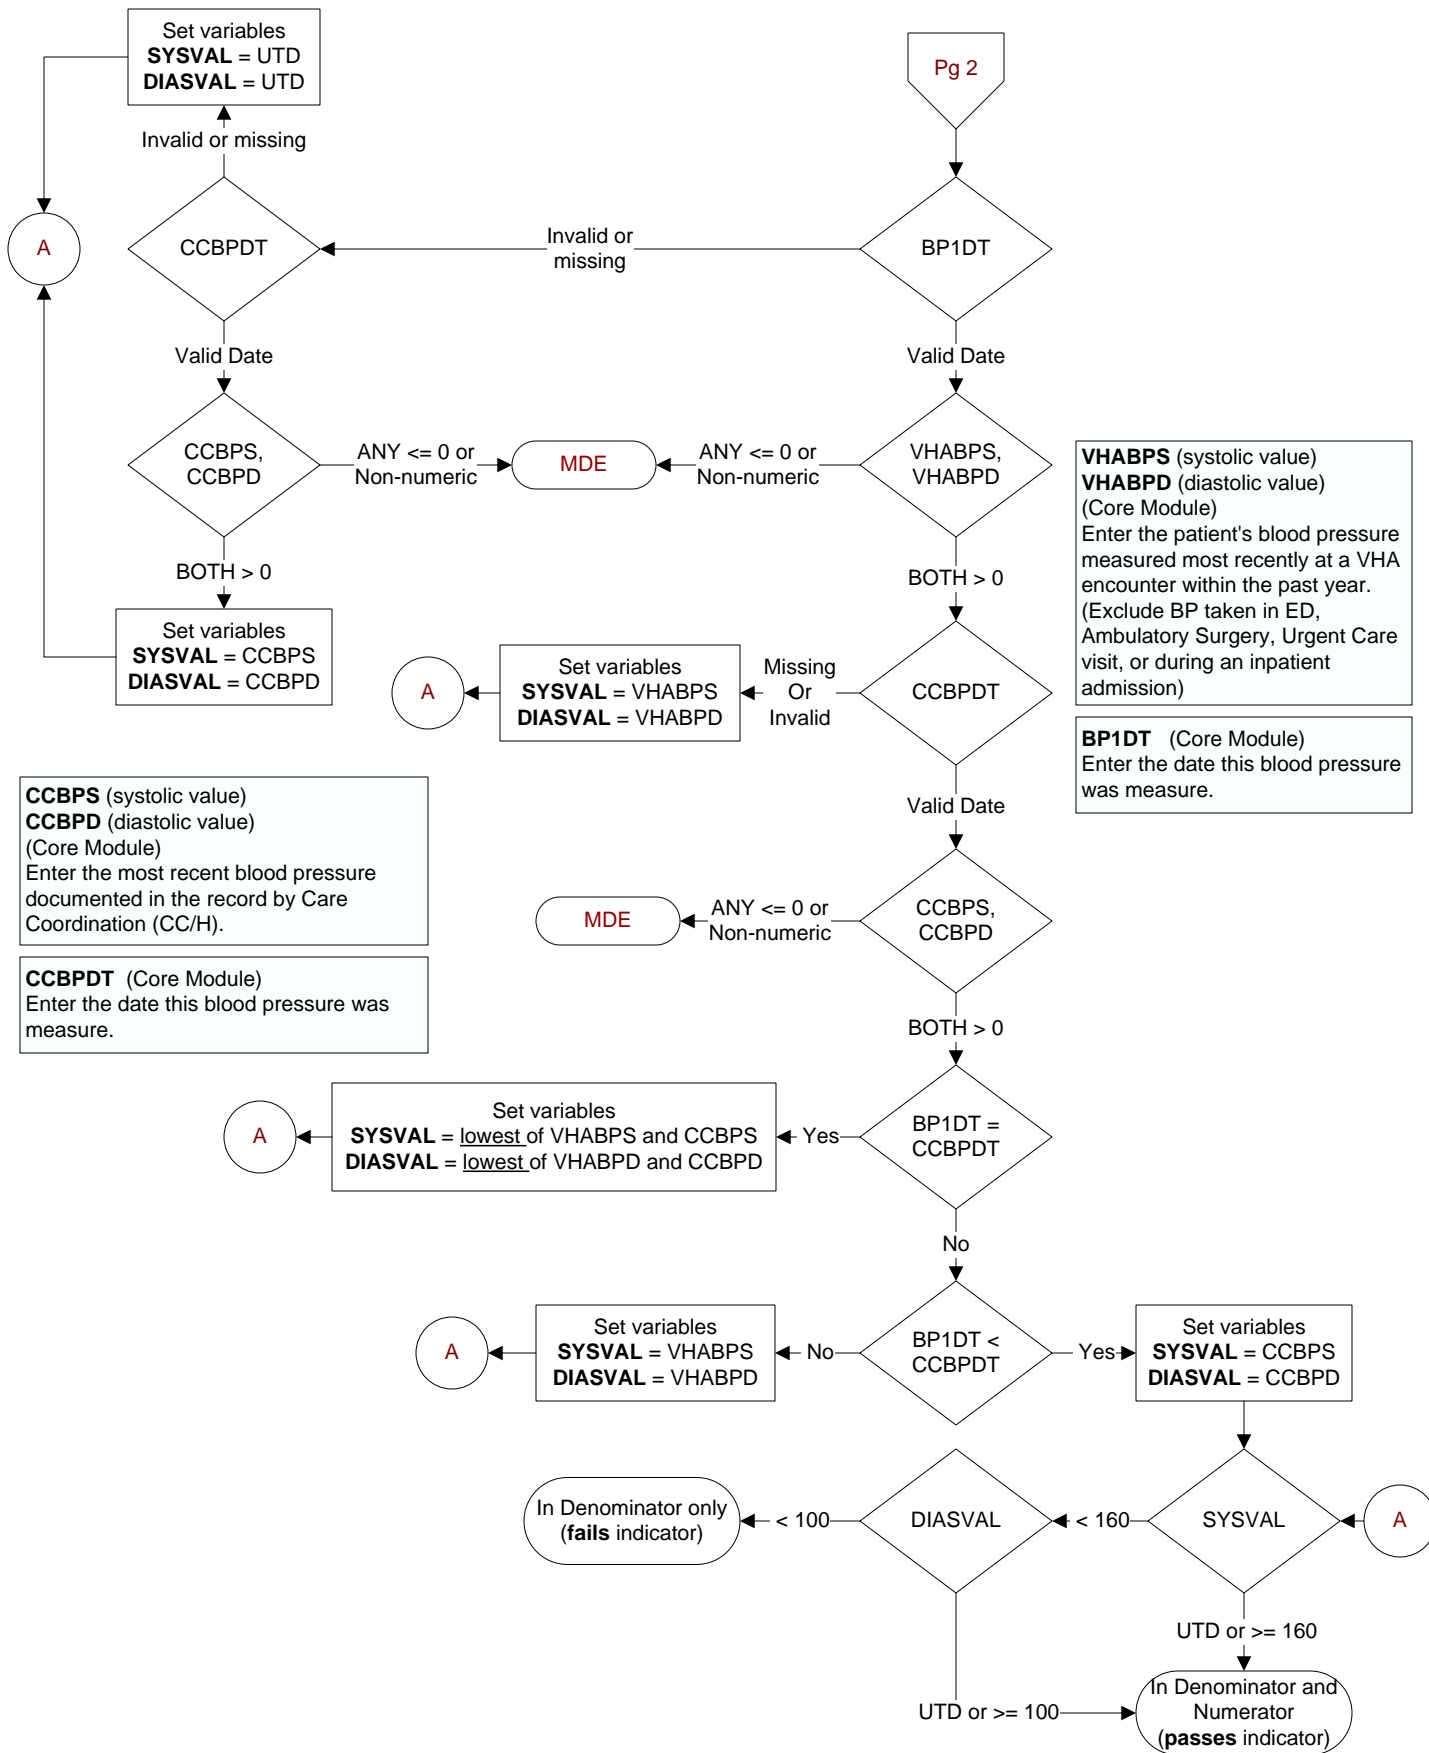 Set variables
SYSVAL = UTD
DIASVAL = UTD
Pg 2
Invalid or missing
A
CCBPDT
Invalid or
missing
BP1DT
Valid Date
Valid Date
CCBPS,
CCBPD
ANY <= 0 or
Non-numeric
MDE
ANY <= 0 or
Non-numeric
VHABPS,
VHABPD
VHABPS (systolic value)
VHABPD (diastolic value)
(Core Module)
Enter the patient's blood pressure
measured most recently at a VHA
encounter within the past year.
(Exclude BP taken in ED,
Ambulatory Surgery, Urgent Care
visit, or during an inpatient
admission)
BOTH > 0
BOTH > 0
Set variables
SYSVAL = CCBPS
DIASVAL = CCBPD
A
Set variables
SYSVAL = VHABPS
DIASVAL = VHABPD
Missing
Or
Invalid
CCBPDT
BP1DT (Core Module)
Enter the date this blood pressure
was measure.
CCBPS (systolic value)
CCBPD (diastolic value)
(Core Module)
Enter the most recent blood pressure
documented in the record by Care
Coordination (CC/H).
Valid Date
CCBPDT (Core Module)
Enter the date this blood pressure was
measure.
MDE
ANY <= 0 or
Non-numeric
CCBPS,
CCBPD
BOTH > 0
A
Set variables
SYSVAL = lowest of VHABPS and CCBPS
DIASVAL = lowest of VHABPD and CCBPD
Yes
BP1DT =
CCBPDT
No
A
Set variables
SYSVAL = VHABPS
DIASVAL = VHABPD
No
BP1DT <
CCBPDT
Yes
Set variables
SYSVAL = CCBPS
DIASVAL = CCBPD
In Denominator only
(fails indicator)
< 100
DIASVAL
< 160
SYSVAL
A
UTD or >= 160
UTD or >= 100
In Denominator and
Numerator
(passes indicator)